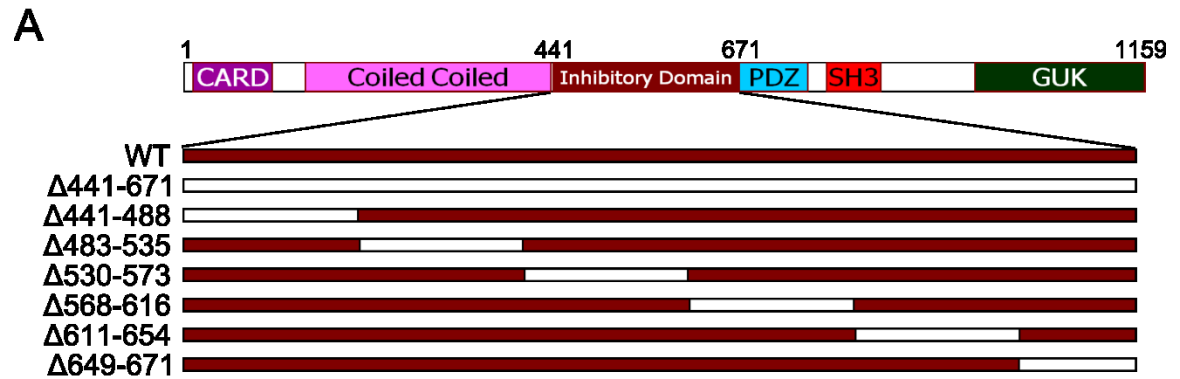 A
1 441 671 1159
CARD Coiled Coiled Inhibitory Domain PDZ SH3 GUK
WT
Δ441-671
Δ441-488
Δ483-535
Δ530-573
Δ568-616
Δ611-654
Δ649-671